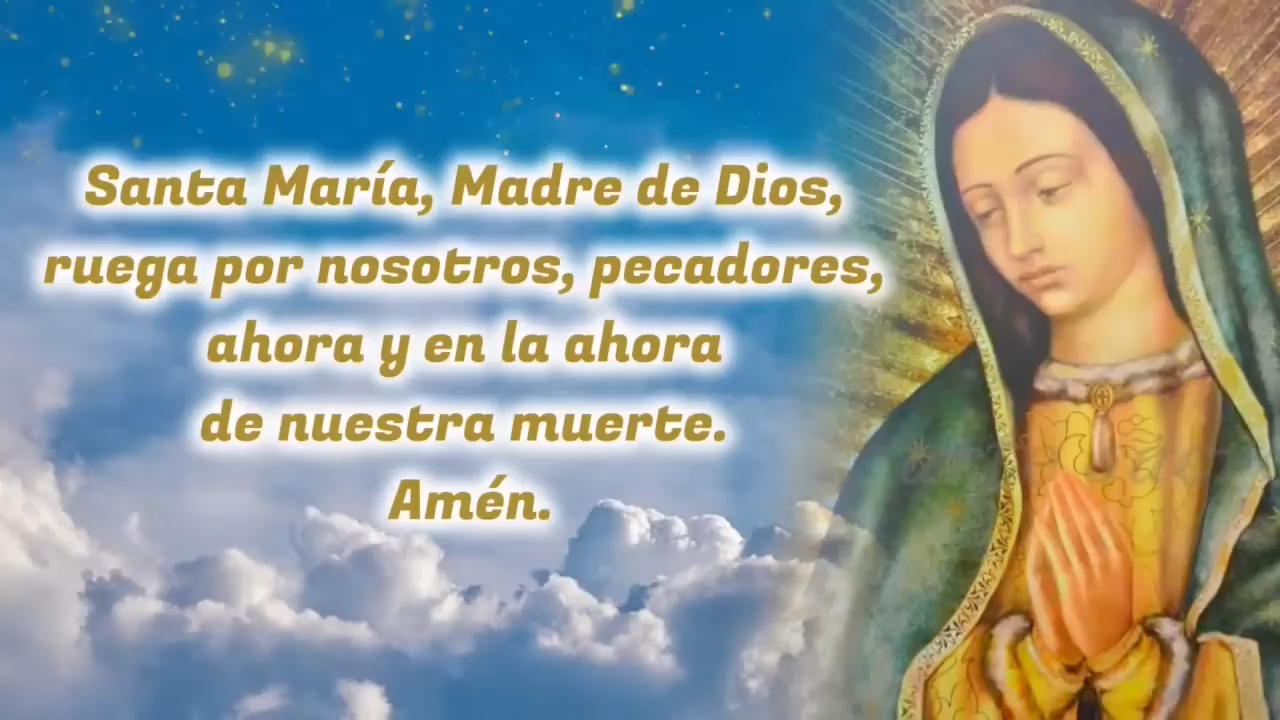 Santa María, Madre de Dios,
ruega por nosotros, pecadores,
ahora y en la ahora
de nuestra muerte.
Amén.